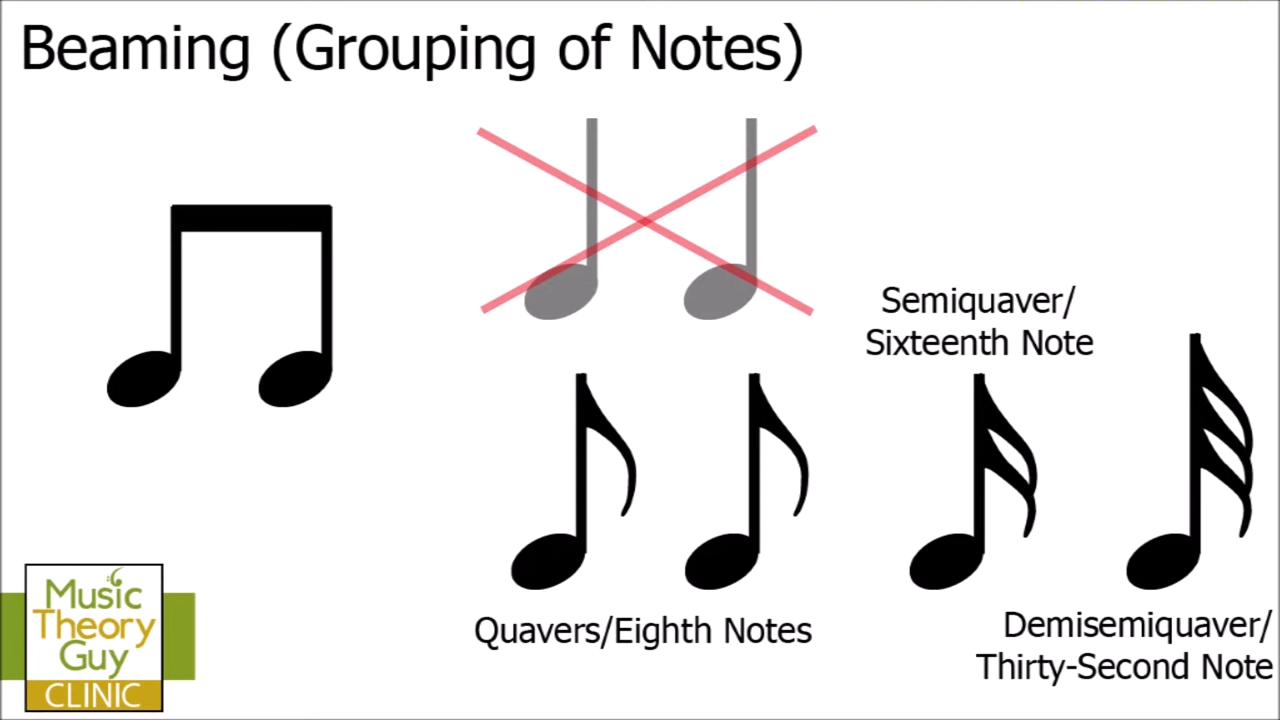 Beaming (Grouping of Notes)
Semiquaver/
Sixteenth Note
Quavers/Eighth Notes
Demisemiquaver/
Thirty-Second Note
Music
Theory
Guy
CLINIC